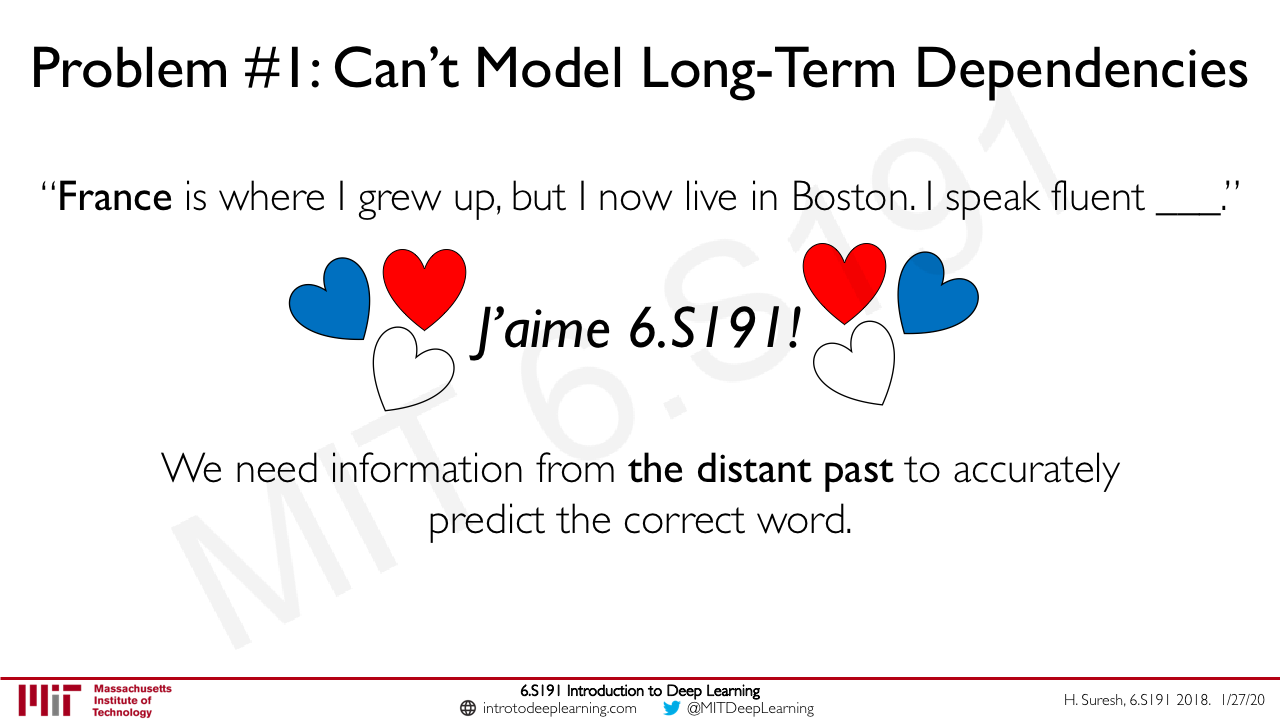 Problem #1: Can’t Model Long-Term Dependencies
“France is where I grew up, but I now live in Boston. I speak fluent ___.”
J’aime 6.S191!
We need information from the distant past to accurately
predict the correct word.
MIT 6.S191
Massachusetts
Institute of
Technology
6.S191 Introduction to Deep Learning
introtodeeplearning.com @MITDeepLearning
H. Suresh, 6.S191 2018. 1/27/20